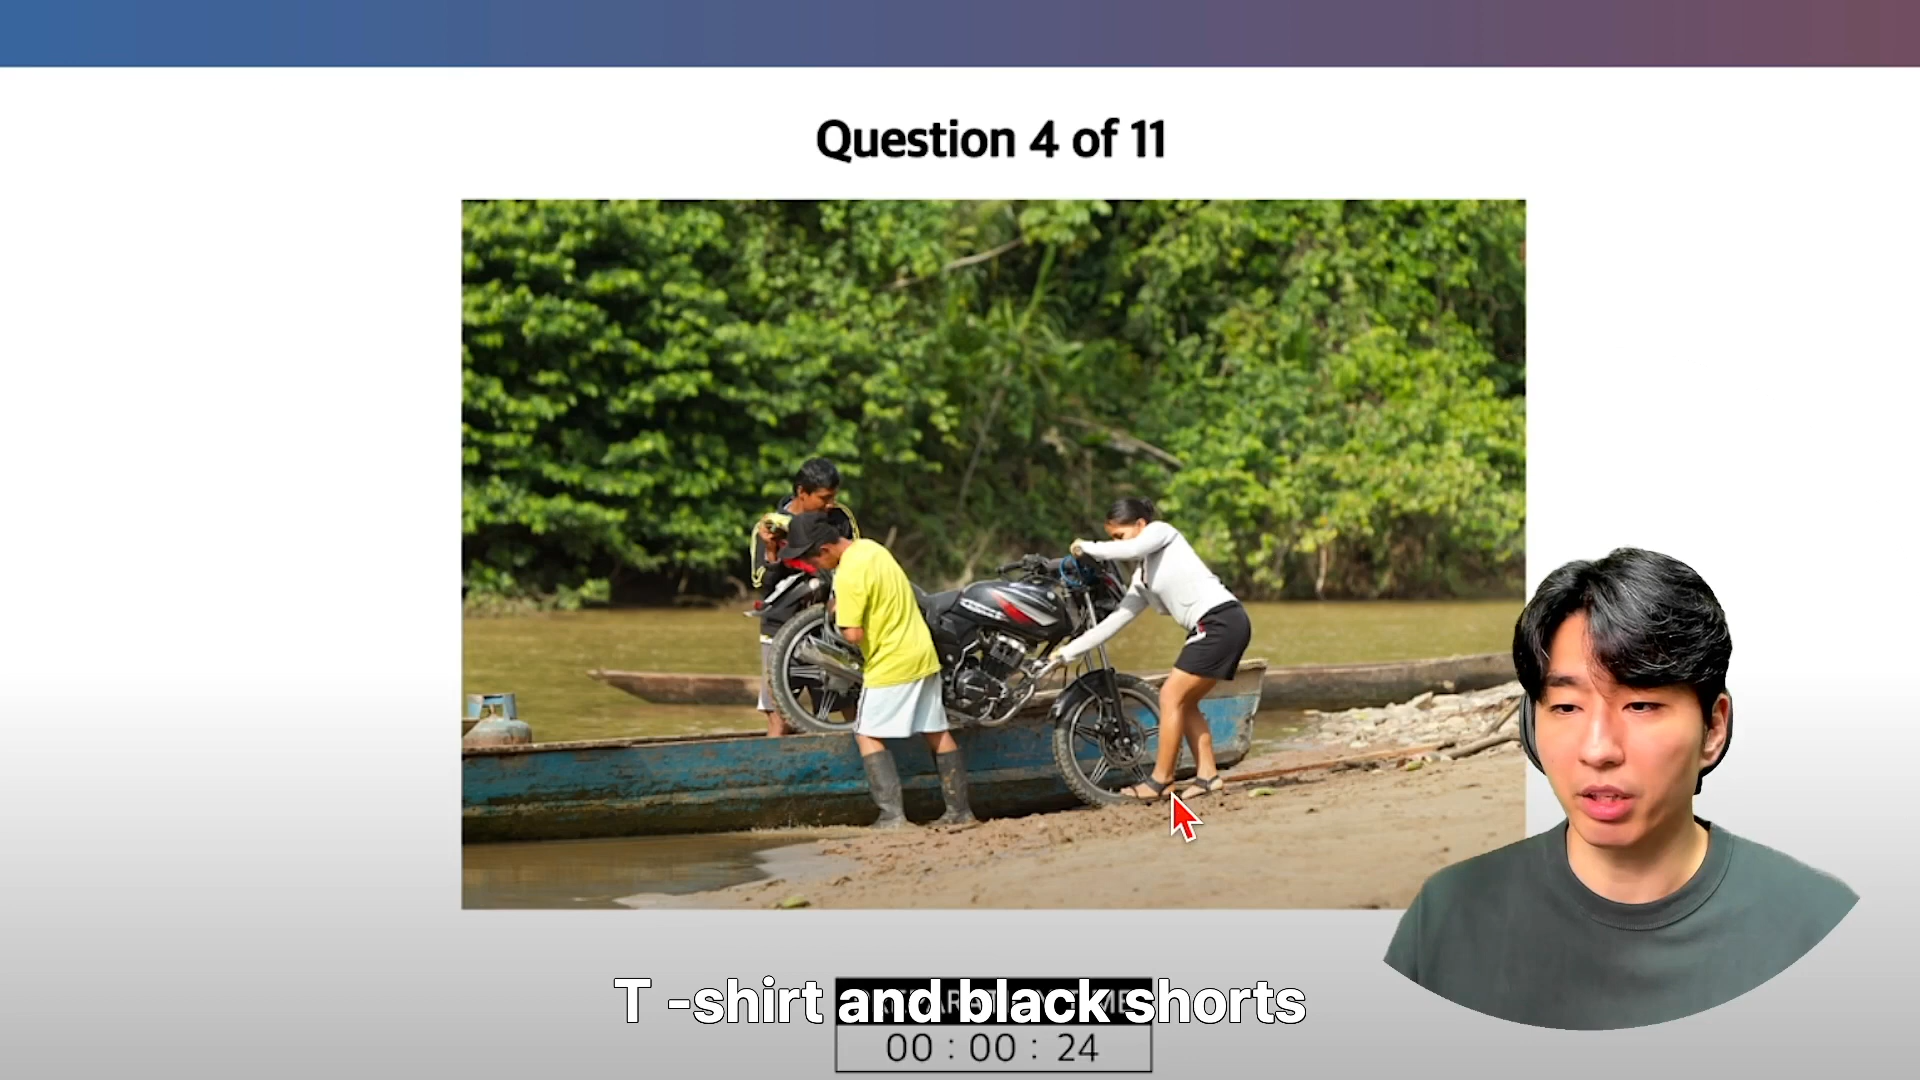 Question 4 of 11
T -shirt and black shorts
00 : 00 : 24